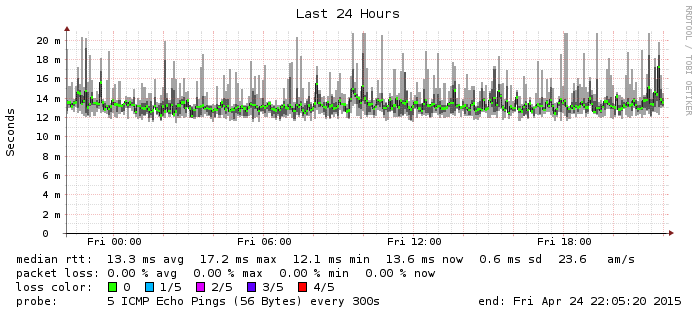 Last 24 Hours
RRDTOOL / TOBI OETIKER
Seconds
20 m
18 m
16 m
14 m
12 m
10 m
8 m
6 m
4 m
2 m
0
Fri 00:00 Fri 06:00 Fri 12:00 Fri 18:00
median rtt: 13.3 ms avg 17.2 ms max 12.1 ms min 13.6 ms now 0.6 ms sd 23.6 am/s
packet loss: 0.00 % avg 0.00 % max 0.00 % min 0.00 % now
loss color: 0 1/5 2/5 3/5 4/5
probe: 5 ICMP Echo Pings (56 Bytes) every 300s end: Fri Apr 24 22:05:20 2015